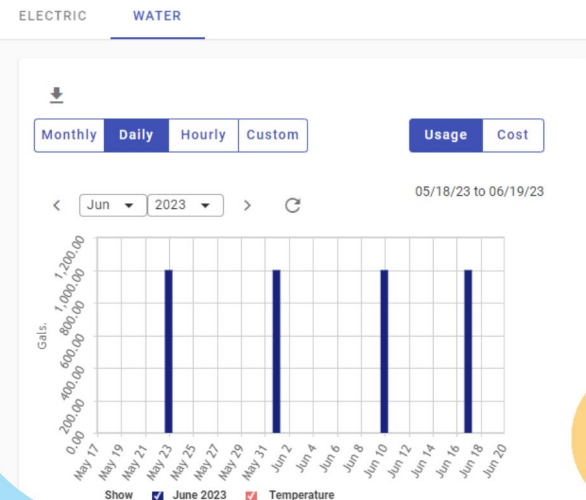 ELECTRIC WATER
Monthly Daily Hourly Custom Usage Cost
05/18/23 to 06/19/23
Jun 2023
1,200.00
1,000.00
800.00
600.00
400.00
200.00
0.00
Gals.
May 17 May 19 May 21 May 23 May 25 May 27 May 29 May 31 Jun 2 Jun 4 Jun 6 Jun 8 Jun 10 Jun 12 Jun 14 Jun 16 Jun 18 Jun 20
Show June 2023 Temperature